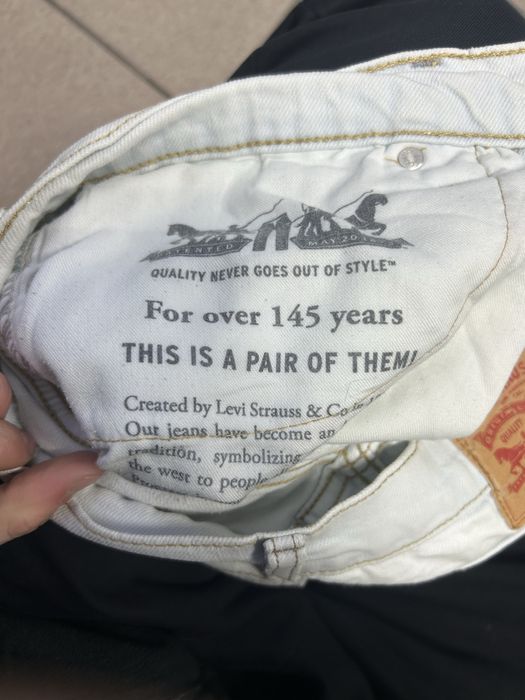 PATENTED MAY 20
QUALITY NEVER GOES OUT OF STYLE™
For over 145 years
THIS IS A PAIR OF THEM!
Created by Levi Strauss & Co
Our jeans have become an
tradition, symbolizing
the west to people